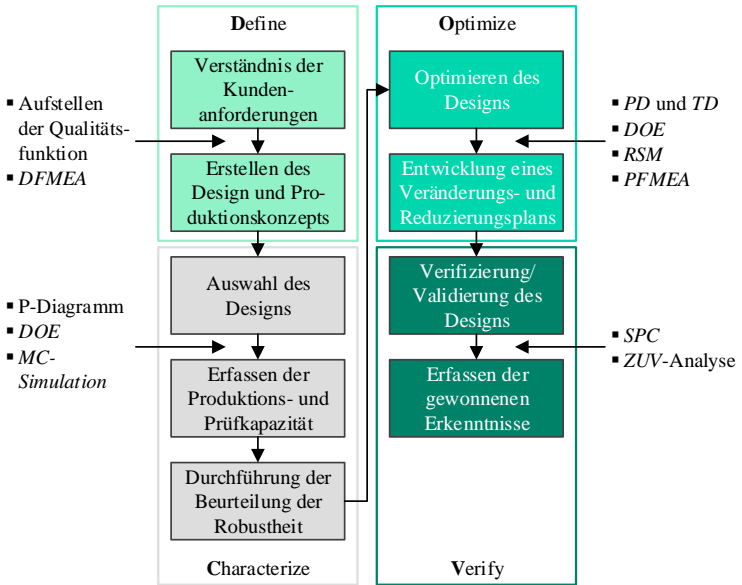 Define
Verständnis der
Kunden-
anforderungen
▪ Aufstellen
der Qualitäts-
funktion
▪ DFMEA
Erstellen des
Design und Pro-
duktionskonzepts
Auswahl des
Designs
▪ P-Diagramm
▪ DOE
▪ MC-
Simulation
Erfassen der
Produktions- und
Prüfkapazität
Durchführung der
Beurteilung der
Robustheit
Characterize
Optimize
Optimieren des
Designs
▪ PD und TD
▪ DOE
▪ RSM
▪ PFMEA
Entwicklung eines
Veränderungs- und
Reduzierungsplans
Verifizierung/
Validierung des
Designs
▪ SPC
▪ ZUV-Analyse
Erfassen der
gewonnenen
Erkenntnisse
Verify